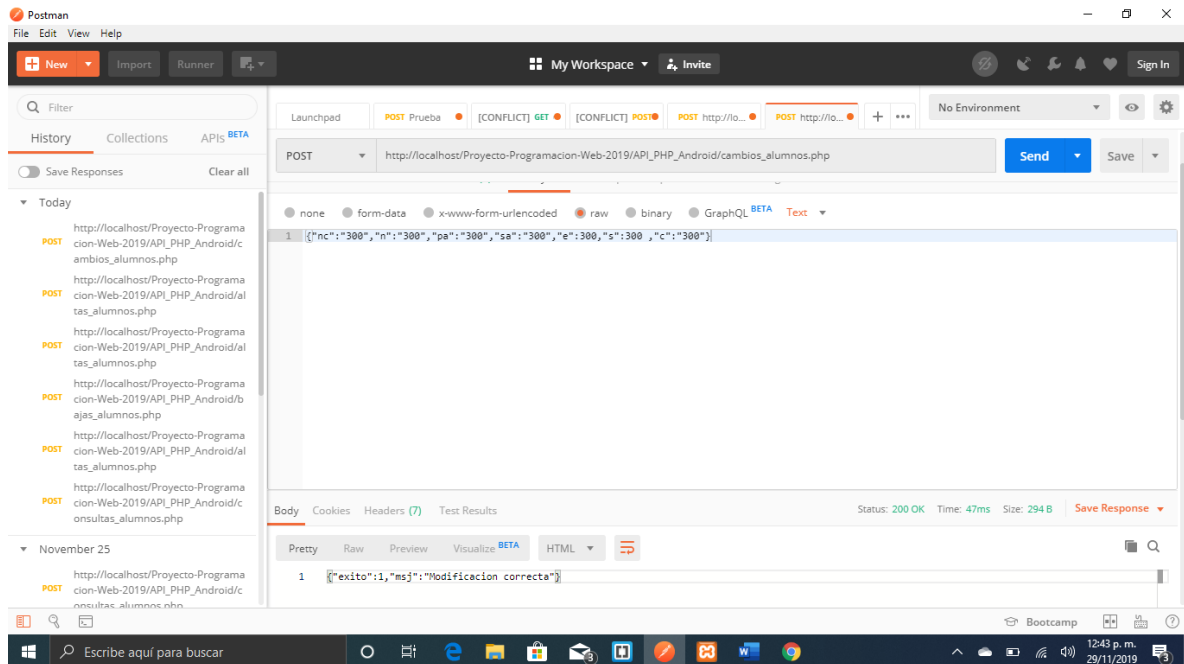 Postman
File Edit View Help
New Import Runner My Workspace Invite Sign In
Filter
History Collections APIs BETA
Save Responses Clear all
Today
POST http://localhost/Proyecto-Programa
cion-Web-2019/API_PHP_Android/c
ambios_alumnos.php
POST http://localhost/Proyecto-Programa
cion-Web-2019/API_PHP_Android/al
tas_alumnos.php
POST http://localhost/Proyecto-Programa
cion-Web-2019/API_PHP_Android/al
tas_alumnos.php
POST http://localhost/Proyecto-Programa
cion-Web-2019/API_PHP_Android/b
ajas_alumnos.php
POST http://localhost/Proyecto-Programa
cion-Web-2019/API_PHP_Android/al
tas_alumnos.php
POST http://localhost/Proyecto-Programa
cion-Web-2019/API_PHP_Android/c
onsultas_alumnos.php
November 25
POST http://localhost/Proyecto-Programa
cion-Web-2019/API_PHP_Android/c
onsultas_alumnos.php
Launchpad POST Prueba [CONFLICT] GET [CONFLICT] POST POST http://lo... POST http://lo... + ••• No Environment
POST http://localhost/Proyecto-Programacion-Web-2019/API_PHP_Android/cambios_alumnos.php Send Save
none form-data x-www-form-urlencoded raw binary GraphQL BETA Text
1 {"nc":"300","n":"300","pa":"300","sa":"300","e":300,"s":300 ,"c":"300"}
Body Cookies Headers (7) Test Results Status: 200 OK Time: 47ms Size: 294 B Save Response
Pretty Raw Preview Visualize BETA HTML
1 {"exito":1,"msj":"Modificacion correcta"}
Bootcamp
Escribe aquí para buscar
12:43 p. m.
29/11/2019